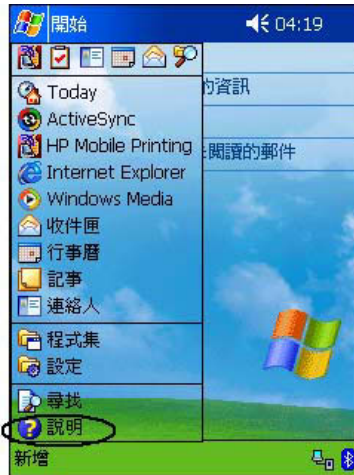 開始 04:19
Today
的資訊
ActiveSync
HP Mobile Printing
閱讀的郵件
Internet Explorer
Windows Media
收件匣
行事曆
記事
連絡人
程式集
設定
尋找
說明
新增